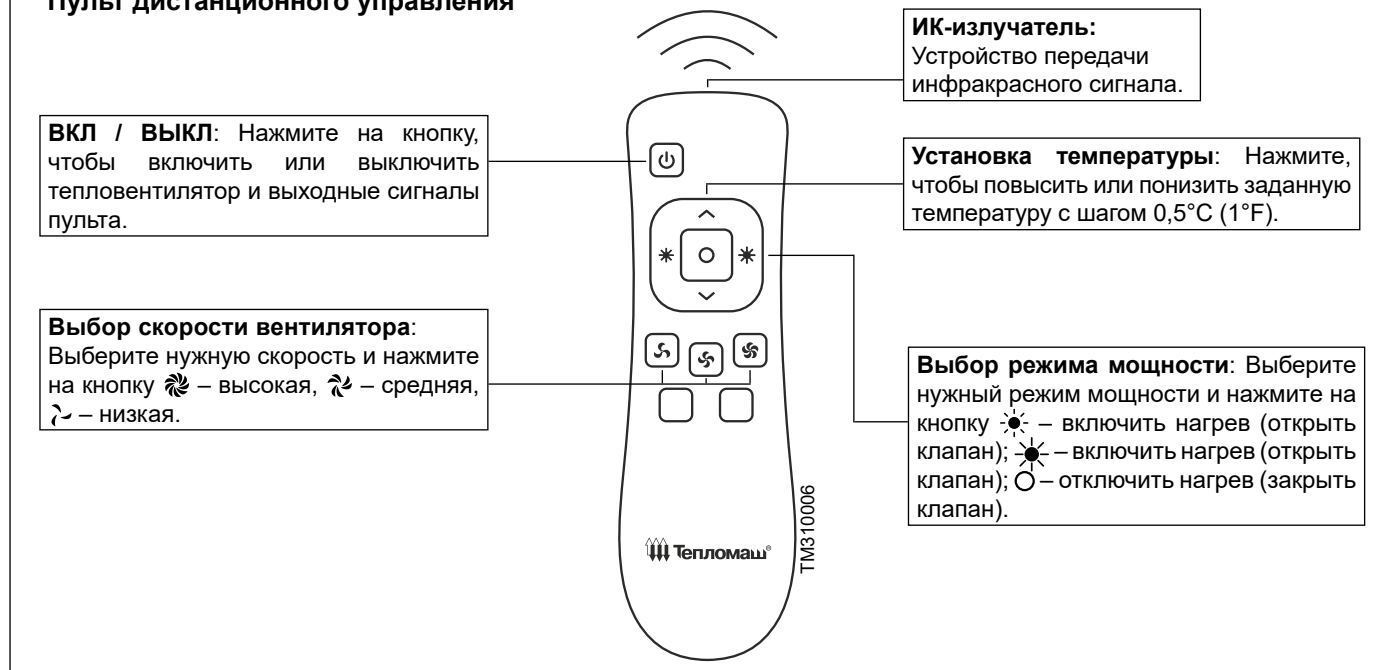 Пульт дистанционного управления
ИК-излучатель:
Устройство передачи
инфракрасного сигнала.
ВКЛ / ВЫКЛ: Нажмите на кнопку,
чтобы включить или выключить
тепловентилятор и выходные сигналы
пульта.
Установка температуры: Нажмите,
чтобы повысить или понизить заданную
температуру с шагом 0,5°C (1°F).
Выбор скорости вентилятора:
Выберите нужную скорость и нажмите
на кнопку – высокая, – средняя,
– низкая.
Выбор режима мощности: Выберите
нужный режим мощности и нажмите на
кнопку – включить нагрев (открыть
клапан); – включить нагрев (открыть
клапан); – отключить нагрев (закрыть
клапан).
TM310006
Тепломаш®